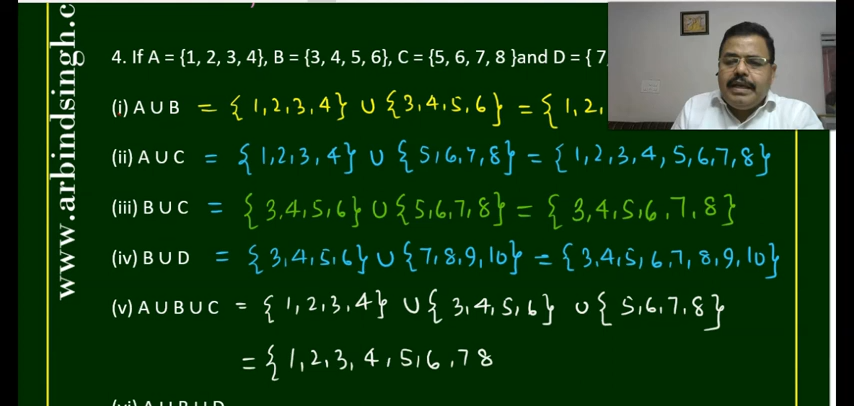 www.arbindsingh.c
4. If A = {1, 2, 3, 4}, B = {3, 4, 5, 6}, C = {5, 6, 7, 8 }and D = { 7,
(i) A U B = {1,2,3,4} ∪ {3,4,5,6} = {1,2,
(ii) A U C = {1,2,3,4} ∪ {5,6,7,8} = {1,2,3,4,5,6,7,8}
(iii) B U C = {3,4,5,6} ∪ {5,6,7,8} = {3,4,5,6,7,8}
(iv) B U D = {3,4,5,6} ∪ {7,8,9,10} = {3,4,5,6,7,8,9,10}
(v) A U B U C = {1,2,3,4} ∪ {3,4,5,6} ∪ {5,6,7,8}
= {1,2,3,4,5,6,7 8
(vi) A U B U D